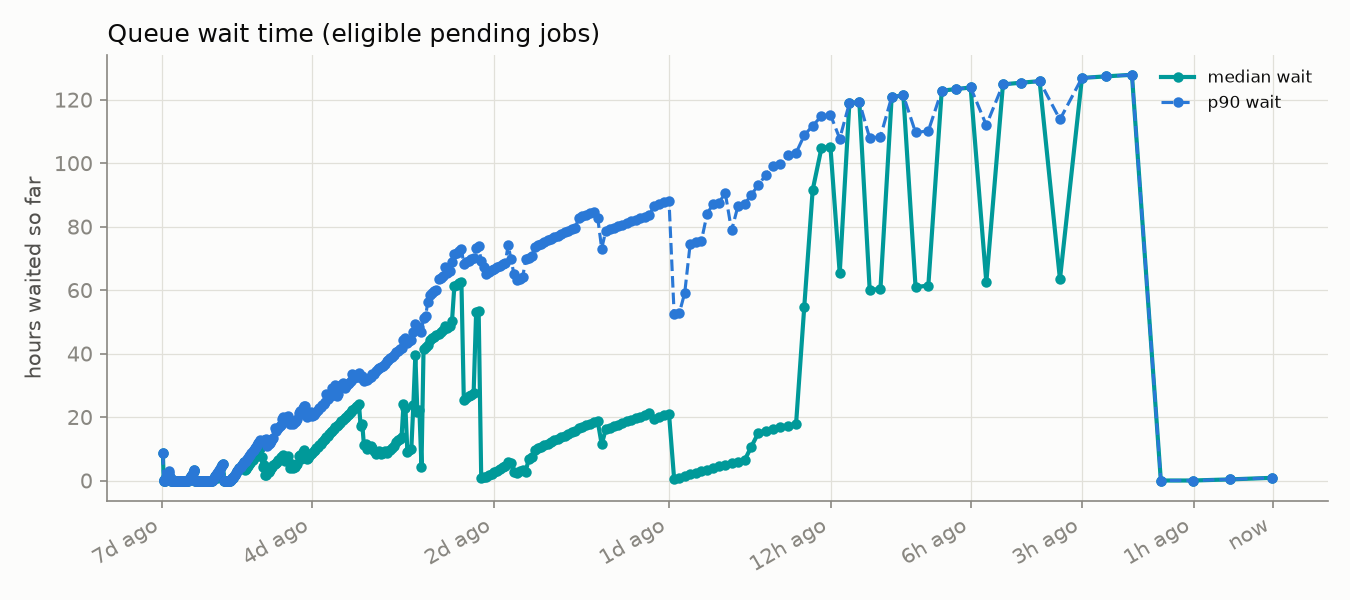 Queue wait time (eligible pending jobs)
median wait
p90 wait
hours waited so far
120
100
80
60
40
20
0
7d ago
4d ago
2d ago
1d ago
12h ago
6h ago
3h ago
1h ago
now